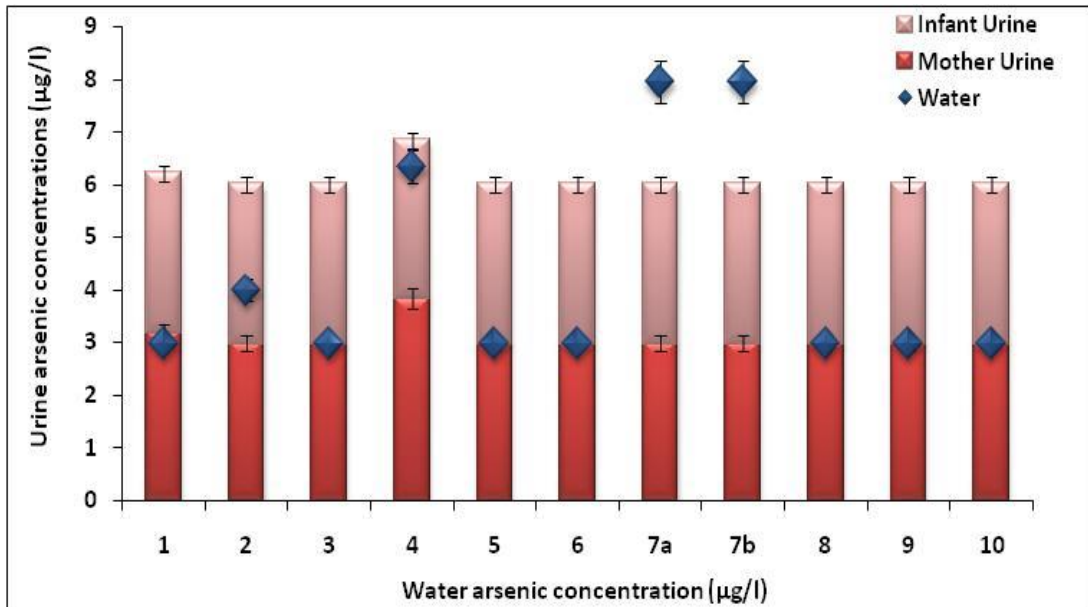 Urine arsenic concentrations (µg/l)
9
8
7
6
5
4
3
2
1
0
Infant Urine
Mother Urine
Water
1 2 3 4 5 6 7a 7b 8 9 10
Water arsenic concentration (µg/l)